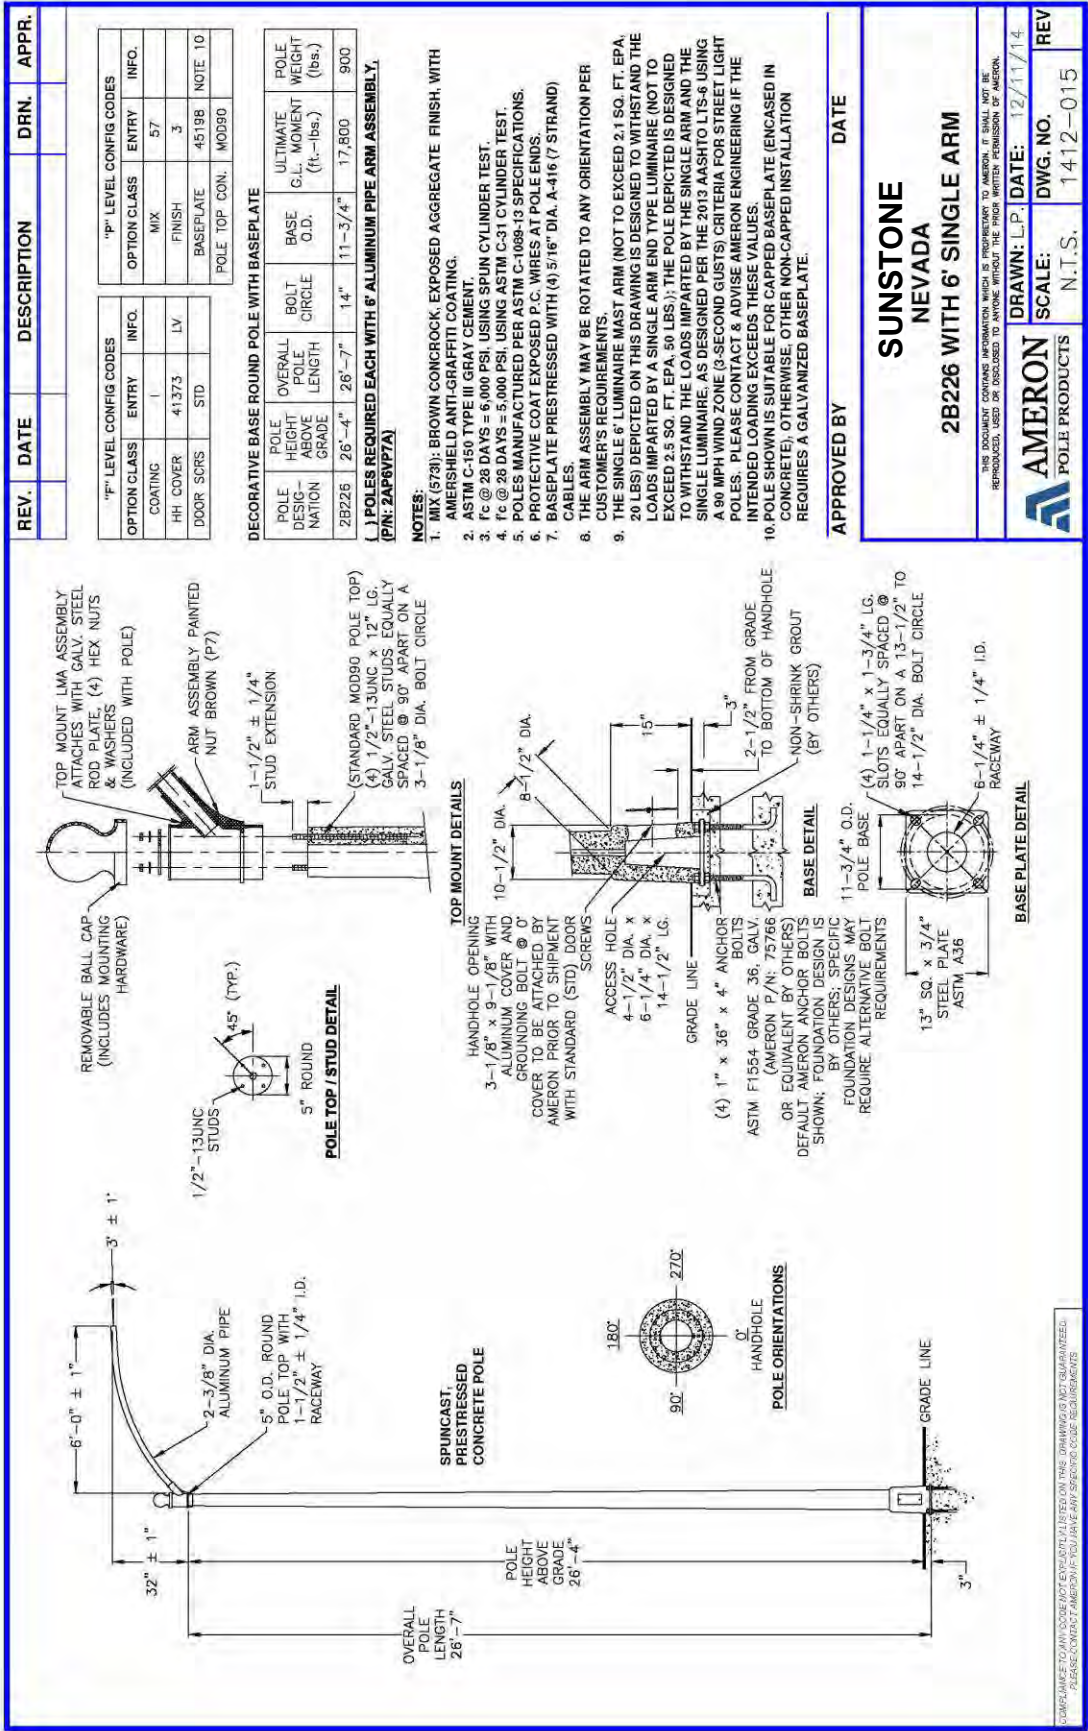 6'-0" ± 1"
3' ± 1'
32" ± 1"
2-3/8" DIA.
ALUMINUM PIPE
5" O.D. ROUND
POLE TOP WITH
1-1/2" ± 1/4" I.D.
RACEWAY
SPUNCAST,
PRESTRESSED
CONCRETE POLE
OVERALL
POLE
LENGTH
26'-7"
POLE
HEIGHT
ABOVE
GRADE
26'-4"
3"
GRADE LINE
180°
90°
270°
0°
HANDHOLE
POLE ORIENTATIONS
COMPLIANCE TO ANY CODE NOT EXPLICITLY LISTED ON THIS DRAWING IS NOT GUARANTEED.
PLEASE CONTACT AMERON IF YOU HAVE ANY SPECIFIC CODE REQUIREMENTS
1/2"-13UNC
STUDS
45° (TYP.)
5" ROUND
POLE TOP / STUD DETAIL
REMOVABLE BALL CAP
(INCLUDES MOUNTING
HARDWARE)
TOP MOUNT LMA ASSEMBLY
ATTACHES WITH GALV. STEEL
ROD PLATE, (4) HEX NUTS
& WASHERS
(INCLUDED WITH POLE)
ARM ASSEMBLY PAINTED
NUT BROWN (P7)
1-1/2" ± 1/4"
STUD EXTENSION
(STANDARD MOD90 POLE TOP)
(4) 1/2"-13UNC x 12" LG.
GALV. STEEL STUDS EQUALLY
SPACED @ 90° APART ON A
3-1/8" DIA. BOLT CIRCLE
TOP MOUNT DETAILS
HANDHOLE OPENING
3-1/8" x 9-1/8" WITH
ALUMINUM COVER AND
GROUNDING BOLT @ 0°
COVER TO BE ATTACHED BY
AMERON PRIOR TO SHIPMENT
WITH STANDARD (STD) DOOR
SCREWS
10-1/2" DIA.
8-1/2" DIA.
15"
ACCESS HOLE
4-1/2" DIA. x
6-1/4" DIA. x
14-1/2" LG.
GRADE LINE
3"
2-1/2" FROM GRADE
TO BOTTOM OF HANDHOLE
NON-SHRINK GROUT
(BY OTHERS)
(4) 1" x 36" x 4" ANCHOR
BOLTS
ASTM F1554 GRADE 36, GALV.
(AMERON P/N: 75766
OR EQUIVALENT BY OTHERS)
DEFAULT AMERON ANCHOR BOLTS
SHOWN; FOUNDATION DESIGN IS
BY OTHERS; SPECIFIC
FOUNDATION DESIGNS MAY
REQUIRE ALTERNATIVE BOLT
REQUIREMENTS
BASE DETAIL
11-3/4" O.D.
POLE BASE
(4) 1-1/4" x 1-3/4" LG.
SLOTS EQUALLY SPACED @
90° APART ON A 13-1/2" TO
14-1/2" DIA. BOLT CIRCLE
13" SQ. x 3/4"
STEEL PLATE
ASTM A36
6-1/4" ± 1/4" I.D.
RACEWAY
BASE PLATE DETAIL
REV. DATE DESCRIPTION DRN. APPR.
"F" LEVEL CONFIG CODES
OPTION CLASS ENTRY INFO.
COATING I
HH COVER 41373 LV
DOOR SCRS STD
"P" LEVEL CONFIG CODES
OPTION CLASS ENTRY INFO.
MIX 57
FINISH 3
BASEPLATE 4519B NOTE 10
POLE TOP CON. MOD90
DECORATIVE BASE ROUND POLE WITH BASEPLATE
POLE DESIG-NATION POLE HEIGHT ABOVE GRADE OVERALL POLE LENGTH BOLT CIRCLE BASE O.D. ULTIMATE G.L. MOMENT (ft.-lbs.) POLE WEIGHT (lbs.)
2B226 26'-4" 26'-7" 14" 11-3/4" 17,800 900
( ) POLES REQUIRED EACH WITH 6' ALUMINUM PIPE ARM ASSEMBLY,
(P/N: 2AP6VP7A)
NOTES:
1. MIX (573I): BROWN CONCROCK, EXPOSED AGGREGATE FINISH, WITH
AMERSHIELD ANTI-GRAFFITI COATING.
2. ASTM C-150 TYPE III GRAY CEMENT.
3. f'c @ 28 DAYS = 6,000 PSI, USING SPUN CYLINDER TEST.
4. f'c @ 28 DAYS = 5,000 PSI, USING ASTM C-31 CYLINDER TEST.
5. POLES MANUFACTURED PER ASTM C-1089-13 SPECIFICATIONS.
6. PROTECTIVE COAT EXPOSED P.C. WIRES AT POLE ENDS.
7. BASEPLATE PRESTRESSED WITH (4) 5/16" DIA. A-416 (7 STRAND)
CABLES.
8. THE ARM ASSEMBLY MAY BE ROTATED TO ANY ORIENTATION PER
CUSTOMER'S REQUIREMENTS.
9. THE SINGLE 6' LUMINAIRE MAST ARM (NOT TO EXCEED 2.1 SQ. FT. EPA,
20 LBS) DEPICTED ON THIS DRAWING IS DESIGNED TO WITHSTAND THE
LOADS IMPARTED BY A SINGLE ARM END TYPE LUMINAIRE (NOT TO
EXCEED 2.5 SQ. FT. EPA, 50 LBS.); THE POLE DEPICTED IS DESIGNED
TO WITHSTAND THE LOADS IMPARTED BY THE SINGLE ARM AND THE
SINGLE LUMINAIRE, AS DESIGNED PER THE 2013 AASHTO LTS-6 USING
A 90 MPH WIND ZONE (3-SECOND GUSTS) CRITERIA FOR STREET LIGHT
POLES. PLEASE CONTACT & ADVISE AMERON ENGINEERING IF THE
INTENDED LOADING EXCEEDS THESE VALUES.
10. POLE SHOWN IS SUITABLE FOR CAPPED BASEPLATE (ENCASED IN
CONCRETE), OTHERWISE, OTHER NON-CAPPED INSTALLATION
REQUIRES A GALVANIZED BASEPLATE.
APPROVED BY DATE
SUNSTONE
NEVADA
2B226 WITH 6' SINGLE ARM
THIS DOCUMENT CONTAINS INFORMATION WHICH IS PROPRIETARY TO AMERON. IT SHALL NOT BE
REPRODUCED, USED OR DISCLOSED TO ANYONE WITHOUT THE PRIOR WRITTEN PERMISSION OF AMERON.
AMERON
POLE PRODUCTS
DRAWN: L.P. DATE: 12/11/14
SCALE: N.T.S. DWG. NO. 1412-015 REV